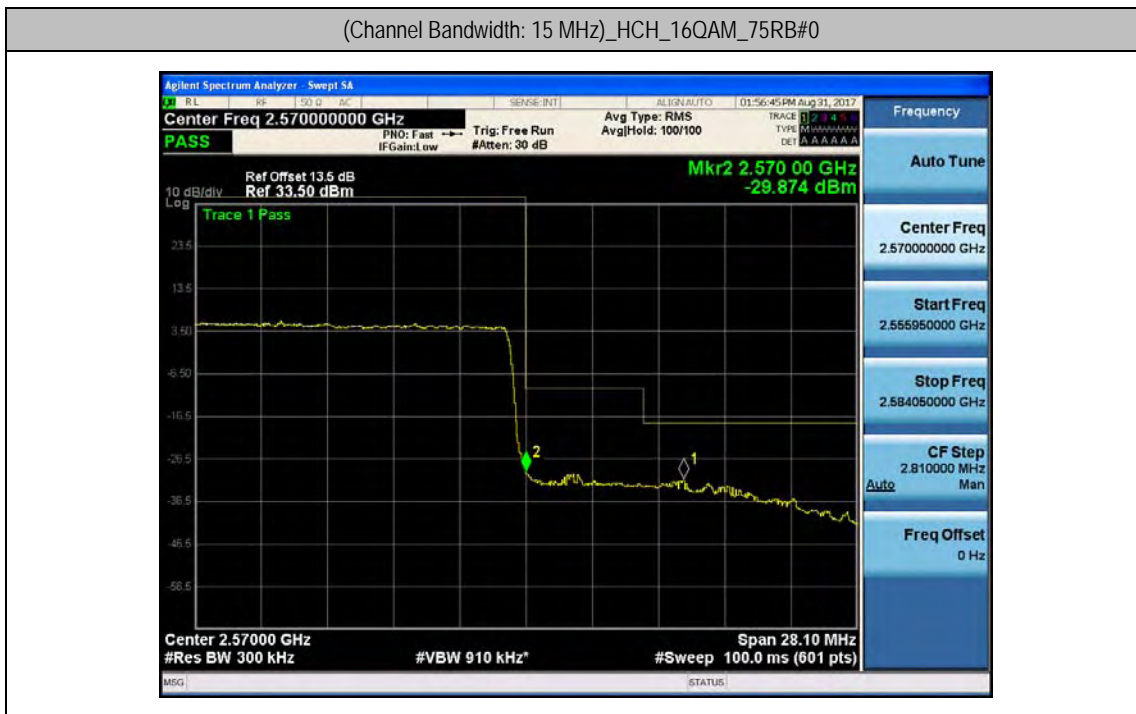 (Channel Bandwidth: 15 MHz)_HCH_16QAM_75RB#0
Agilent Spectrum Analyzer - Swept SA
RL RF 50 Ω AC SENSE:INT ALIGN AUTO 01:56:45 PM Aug 31, 2017
Center Freq 2.570000000 GHz
PASS
PNO: Fast
IFGain:Low
Trig: Free Run
#Atten: 30 dB
Avg Type: RMS
Avg|Hold: 100/100
TRACE 1 2 3 4 5 6
TYPE M
DET A A A A A A
Mkr2 2.570 00 GHz
-29.874 dBm
Ref Offset 13.5 dB
10 dB/div Ref 33.50 dBm
Log
Trace 1 Pass
23.5
13.5
3.50
-6.50
-16.5
-26.5
-36.5
-46.5
-56.5
2
1
Center 2.57000 GHz
Span 28.10 MHz
#Res BW 300 kHz
#VBW 910 kHz*
#Sweep 100.0 ms (601 pts)
MSG
STATUS
Frequency
Auto Tune
Center Freq
2.570000000 GHz
Start Freq
2.555950000 GHz
Stop Freq
2.584050000 GHz
CF Step
2.810000 MHz
Auto Man
Freq Offset
0 Hz